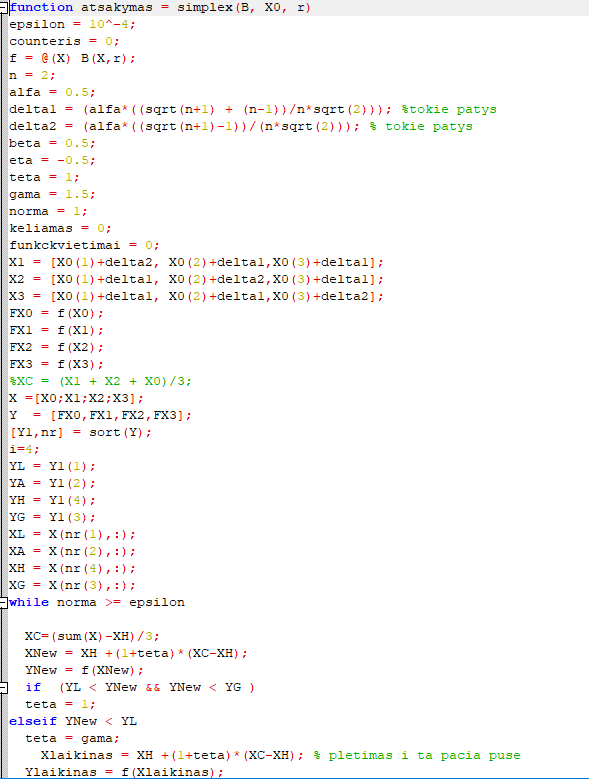 function atsakymas = simplex(B, X0, r)
epsilon = 10^-4;
counteris = 0;
f = @(X) B(X,r);
n = 2;
alfa = 0.5;
delta1 = (alfa*((sqrt(n+1) + (n-1))/n*sqrt(2))); %tokie patys
delta2 = (alfa*((sqrt(n+1)-1))/(n*sqrt(2))); % tokie patys
beta = 0.5;
eta = -0.5;
teta = 1;
gama = 1.5;
norma = 1;
keliamas = 0;
funkckvietimai = 0;
X1 = [X0(1)+delta2, X0(2)+delta1,X0(3)+delta1];
X2 = [X0(1)+delta1, X0(2)+delta2,X0(3)+delta1];
X3 = [X0(1)+delta1, X0(2)+delta1,X0(3)+delta2];
FX0 = f(X0);
FX1 = f(X1);
FX2 = f(X2);
FX3 = f(X3);
%XC = (X1 + X2 + X0)/3;
X =[X0;X1;X2;X3];
Y  = [FX0,FX1,FX2,FX3];
[Y1,nr] = sort(Y);
i=4;
YL = Y1(1);
YA = Y1(2);
YH = Y1(4);
YG = Y1(3);
XL = X(nr(1),:);
XA = X(nr(2),:);
XH = X(nr(4),:);
XG = X(nr(3),:);
while norma >= epsilon
XC=(sum(X)-XH)/3;
XNew = XH +(1+teta)*(XC-XH);
YNew = f(XNew);
if  (YL < YNew && YNew < YG )
teta = 1;
elseif YNew < YL
teta = gama;
Xlaikinas = XH +(1+teta)*(XC-XH); % pletimas i ta pacia puse
Ylaikinas = f(Xlaikinas);